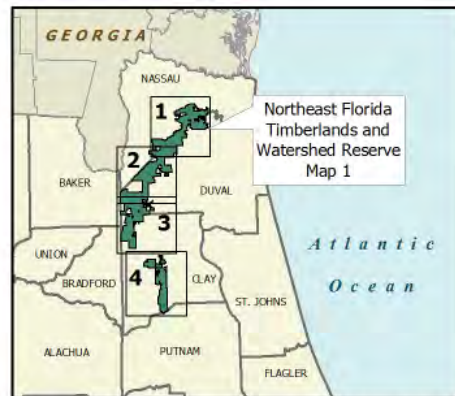 GEORGIA
NASSAU
1
Northeast Florida
Timberlands and
Watershed Reserve
Map 1
2
BAKER
DUVAL
3
UNION
4
CLAY
BRADFORD
ST. JOHNS
Atlantic
Ocean
ALACHUA
PUTNAM
FLAGLER